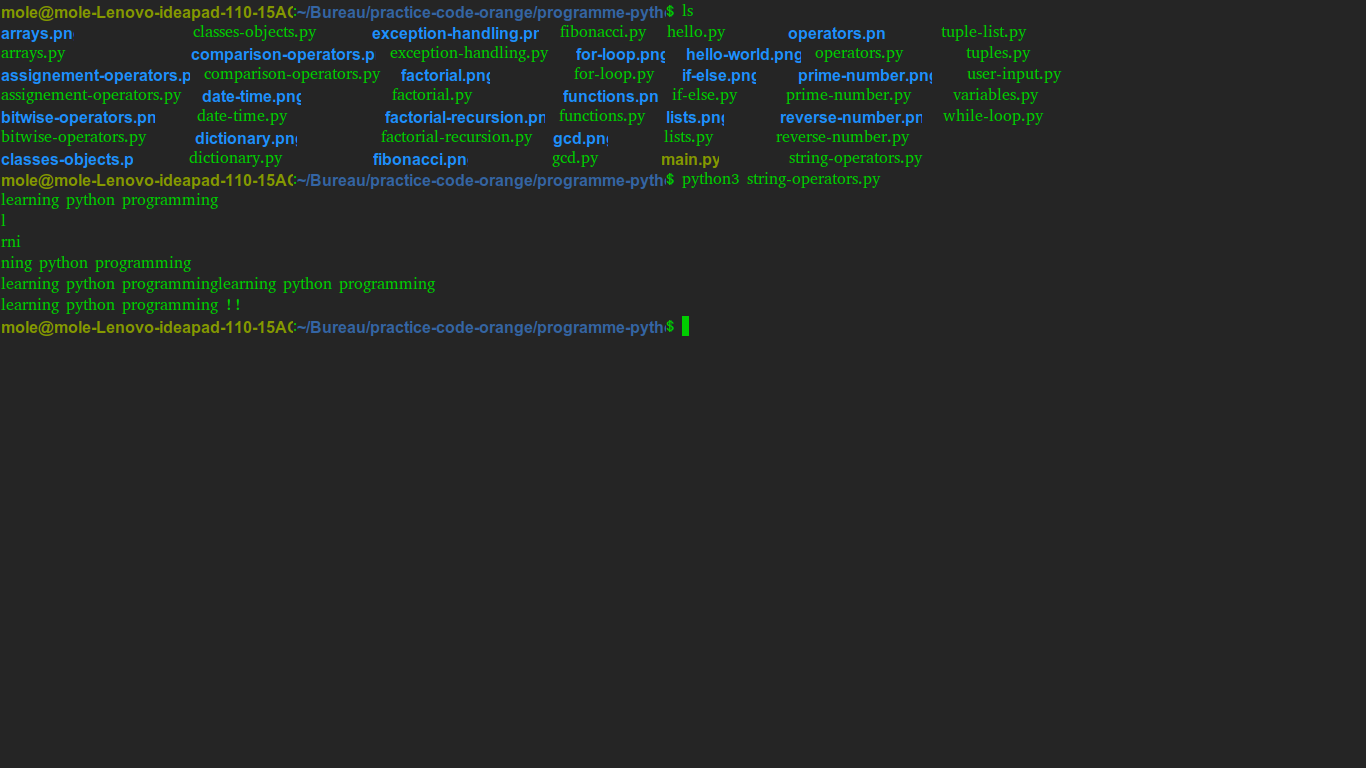 mole@mole-Lenovo-ideapad-110-15AC:~/Bureau/practice-code-orange/programme-pyth$ ls
arrays.pn classes-objects.py exception-handling.pn fibonacci.py hello.py operators.pn tuple-list.py
arrays.py comparison-operators.p exception-handling.py for-loop.png hello-world.png operators.py tuples.py
assignement-operators.p comparison-operators.py factorial.png for-loop.py if-else.png prime-number.png user-input.py
assignement-operators.py date-time.png factorial.py functions.pn if-else.py prime-number.py variables.py
bitwise-operators.pn date-time.py factorial-recursion.pn functions.py lists.png reverse-number.pn while-loop.py
bitwise-operators.py dictionary.png factorial-recursion.py gcd.png lists.py reverse-number.py
classes-objects.p dictionary.py fibonacci.pn gcd.py main.py string-operators.py
mole@mole-Lenovo-ideapad-110-15AC:~/Bureau/practice-code-orange/programme-pyth$ python3 string-operators.py
learning python programming
l
rni
ning python programming
learning python programminglearning python programming
learning python programming !!
mole@mole-Lenovo-ideapad-110-15AC:~/Bureau/practice-code-orange/programme-pyth$